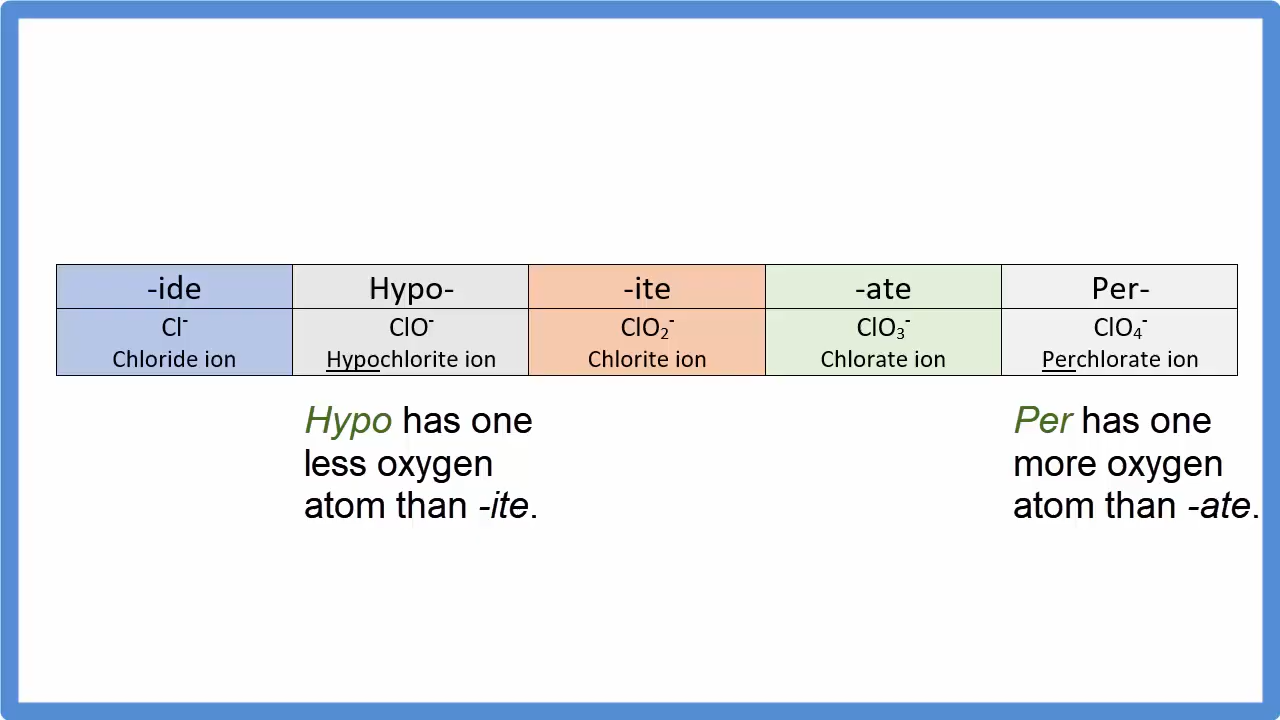 -ide Hypo- -ite -ate Per-
Cl⁻ ClO⁻ ClO₂⁻ ClO₃⁻ ClO₄⁻
Chloride ion Hypochlorite ion Chlorite ion Chlorate ion Perchlorate ion
Hypo has one
less oxygen
atom than -ite.
Per has one
more oxygen
atom than -ate.